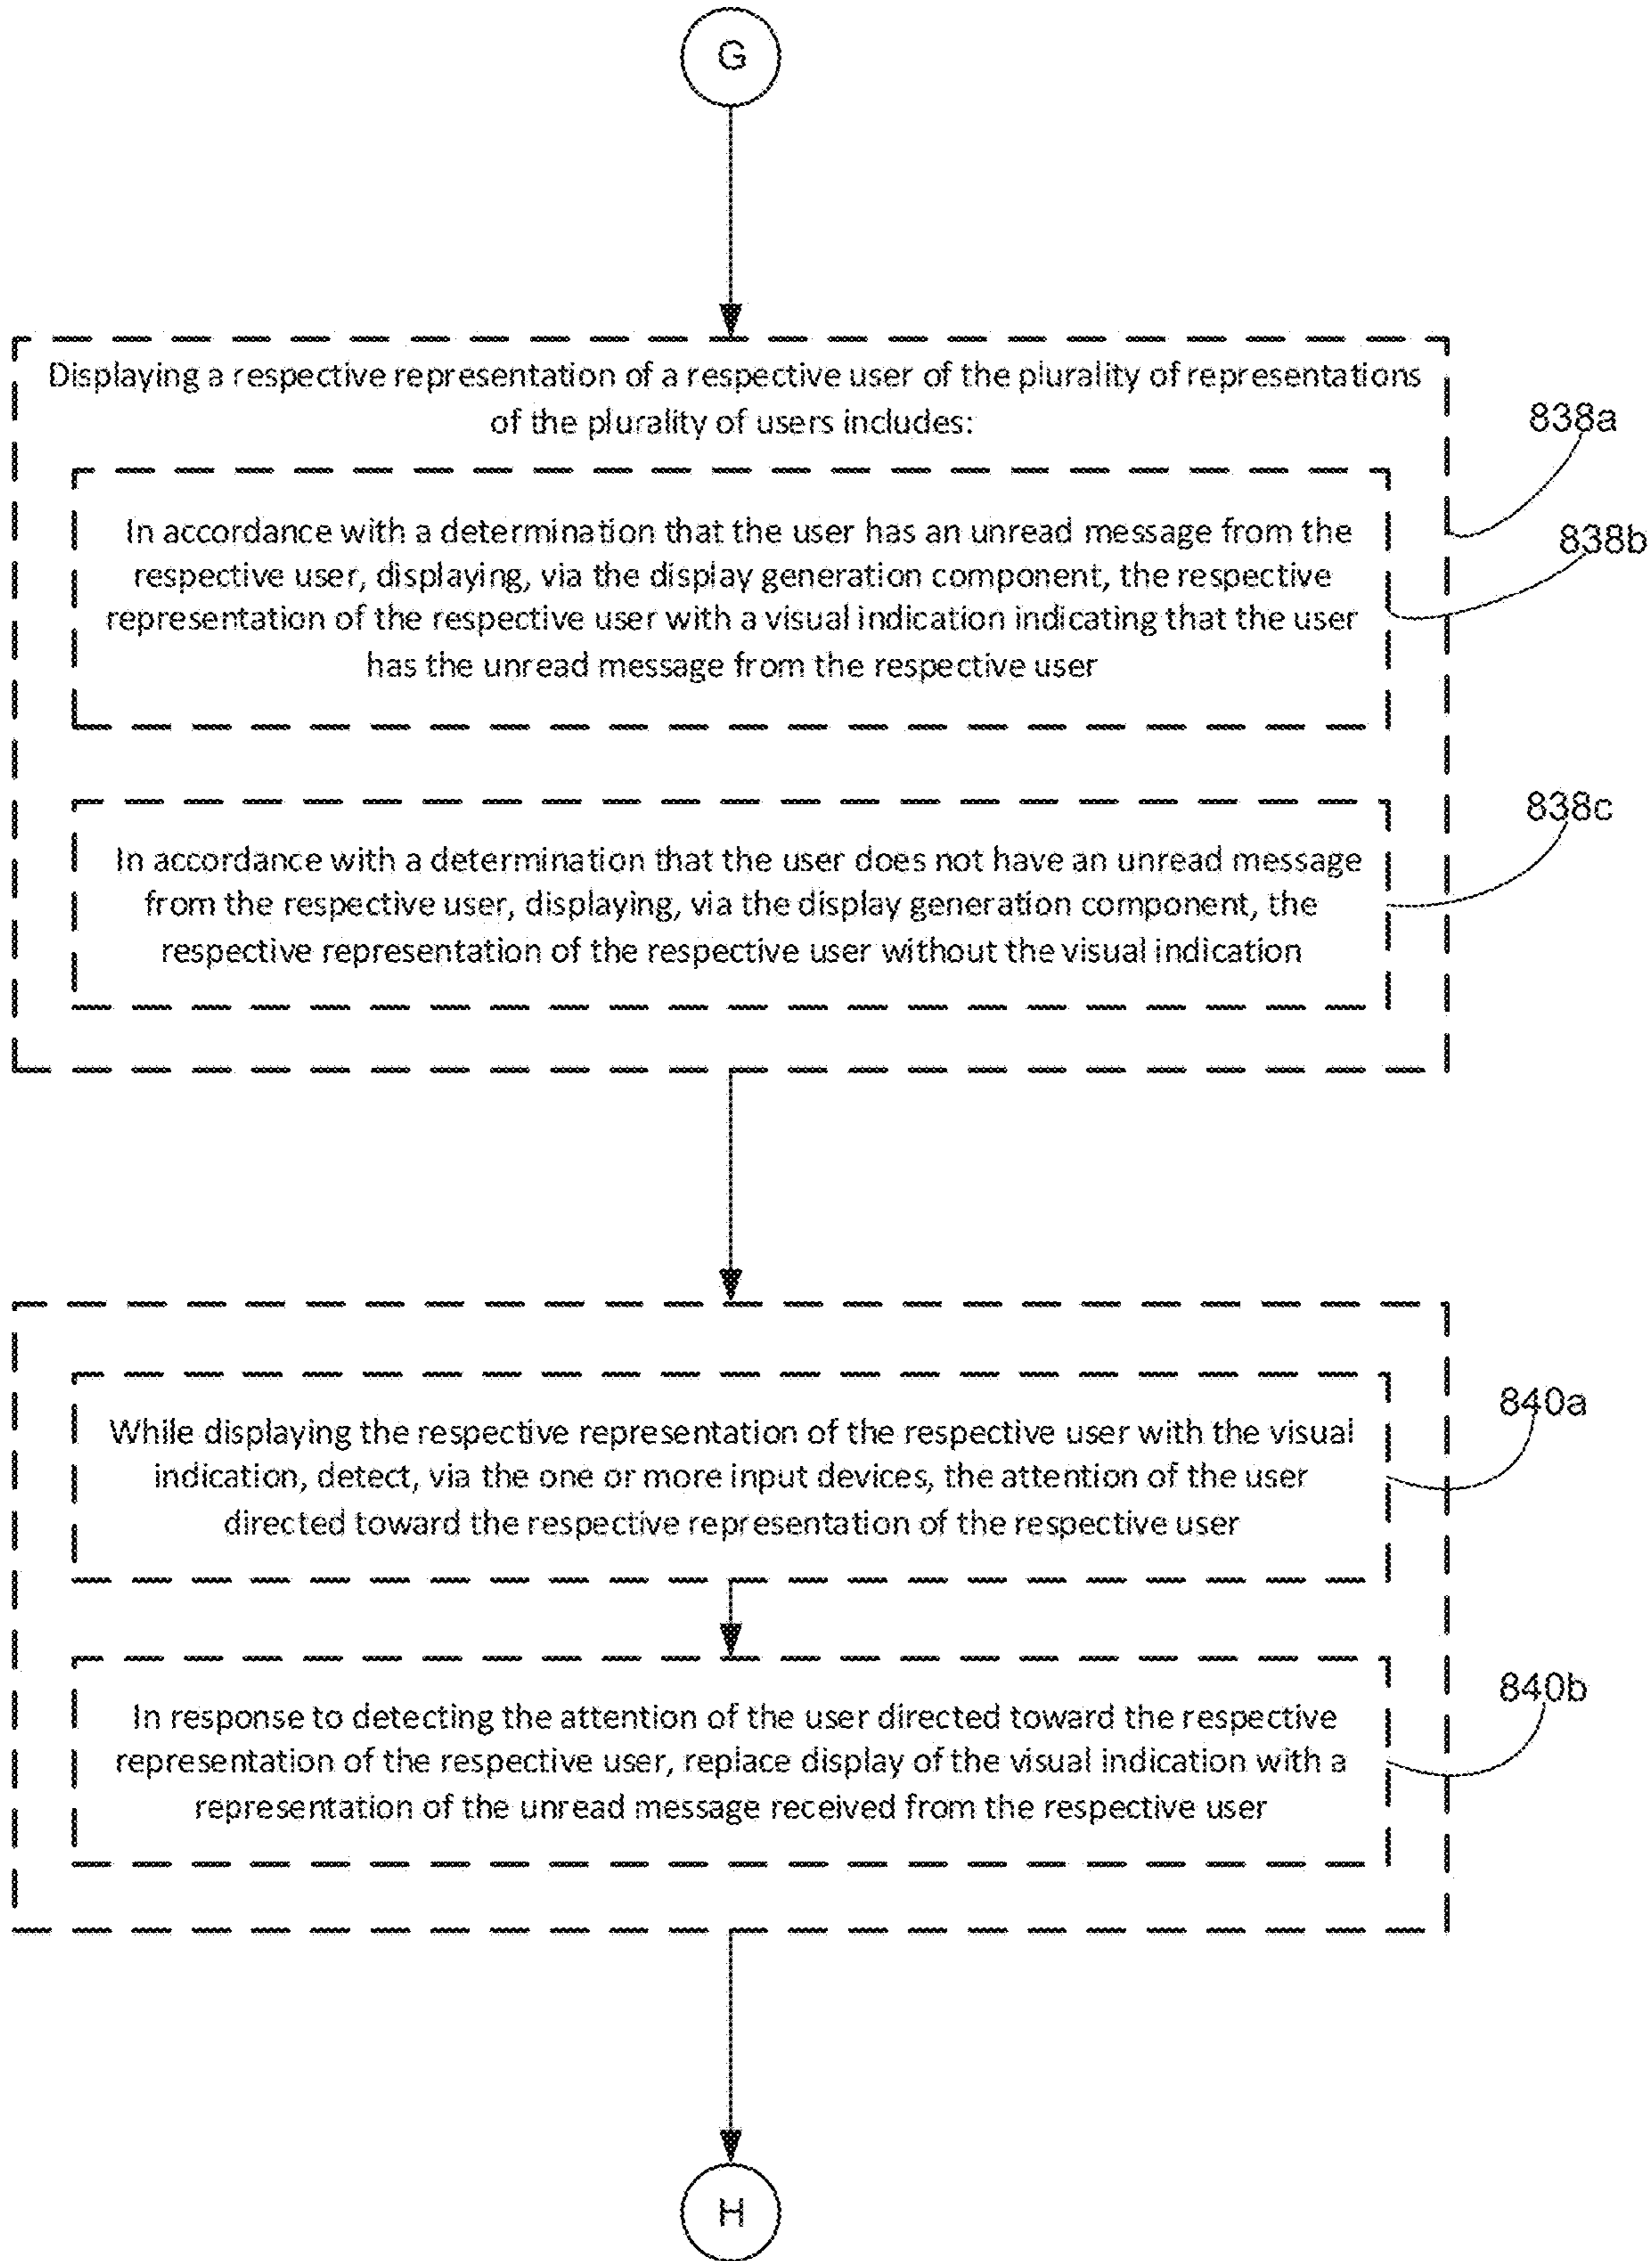 G
Displaying a respective representation of a respective user of the plurality of representations
of the plurality of users includes:
838a
In accordance with a determination that the user has an unread message from the
respective user, displaying, via the display generation component, the respective
representation of the respective user with a visual indication indicating that the user
has the unread message from the respective user
838b
In accordance with a determination that the user does not have an unread message
from the respective user, displaying, via the display generation component, the
respective representation of the respective user without the visual indication
838c
While displaying the respective representation of the respective user with the visual
indication, detect, via the one or more input devices, the attention of the user
directed toward the respective representation of the respective user
840a
In response to detecting the attention of the user directed toward the respective
representation of the respective user, replace display of the visual indication with a
representation of the unread message received from the respective user
840b
H